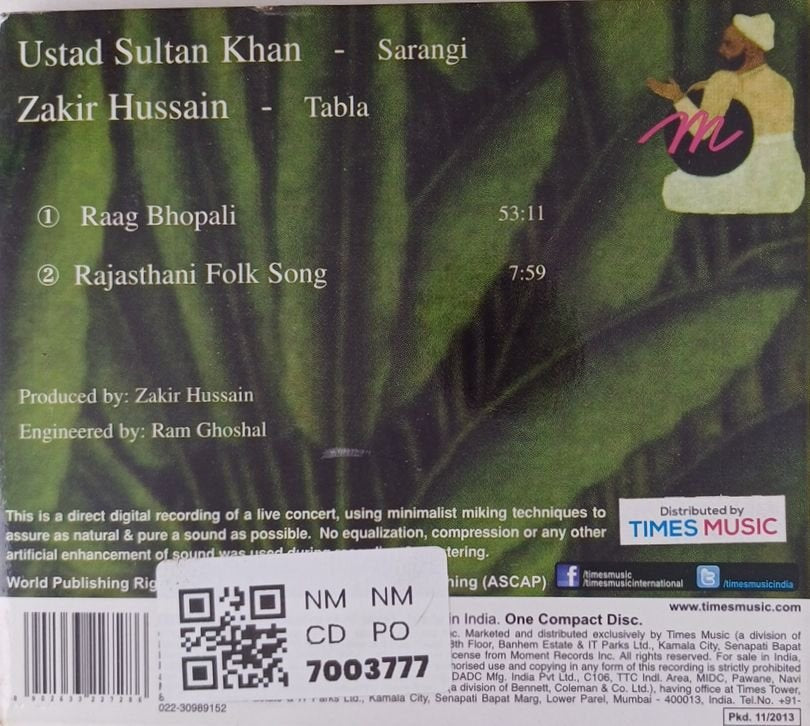 Ustad Sultan Khan - Sarangi
Zakir Hussain - Tabla
m
① Raag Bhopali 53:11
② Rajasthani Folk Song 7:59
Produced by: Zakir Hussain
Engineered by: Ram Ghoshal
This is a direct digital recording of a live concert, using minimalist miking techniques to
assure as natural & pure a sound as possible. No equalization, compression or any other
artificial enhancement of sound was used during
Distributed by
TIMES MUSIC
World Publishing (ASCAP)
/timesmusic
/timesmusicinternational
/timesmusicindia
www.timesmusic.com
NM NM
CD PO
7003777
in India. One Compact Disc.
Marketed and distributed exclusively by Times Music (a division of
8th Floor, Banhem Estate & IT Parks Ltd., Kamala City, Senapati Bapat
from Moment Records Inc. All rights reserved. For sale in India.
use and copying in any form of this recording is strictly prohibited
DADC Mfg. India Pvt Ltd., C106, TTC Indl. Area, MIDC, Pawane, Navi
a division of Bennett, Coleman & Co. Ltd.), having office at Times Tower,
Parks Ltd., Kamala City, Senapati Bapat Marg, Lower Parel, Mumbai - 400013, India. Tel.No. +91-
022-30989152
8 902633 227286
Pkd. 11/2013